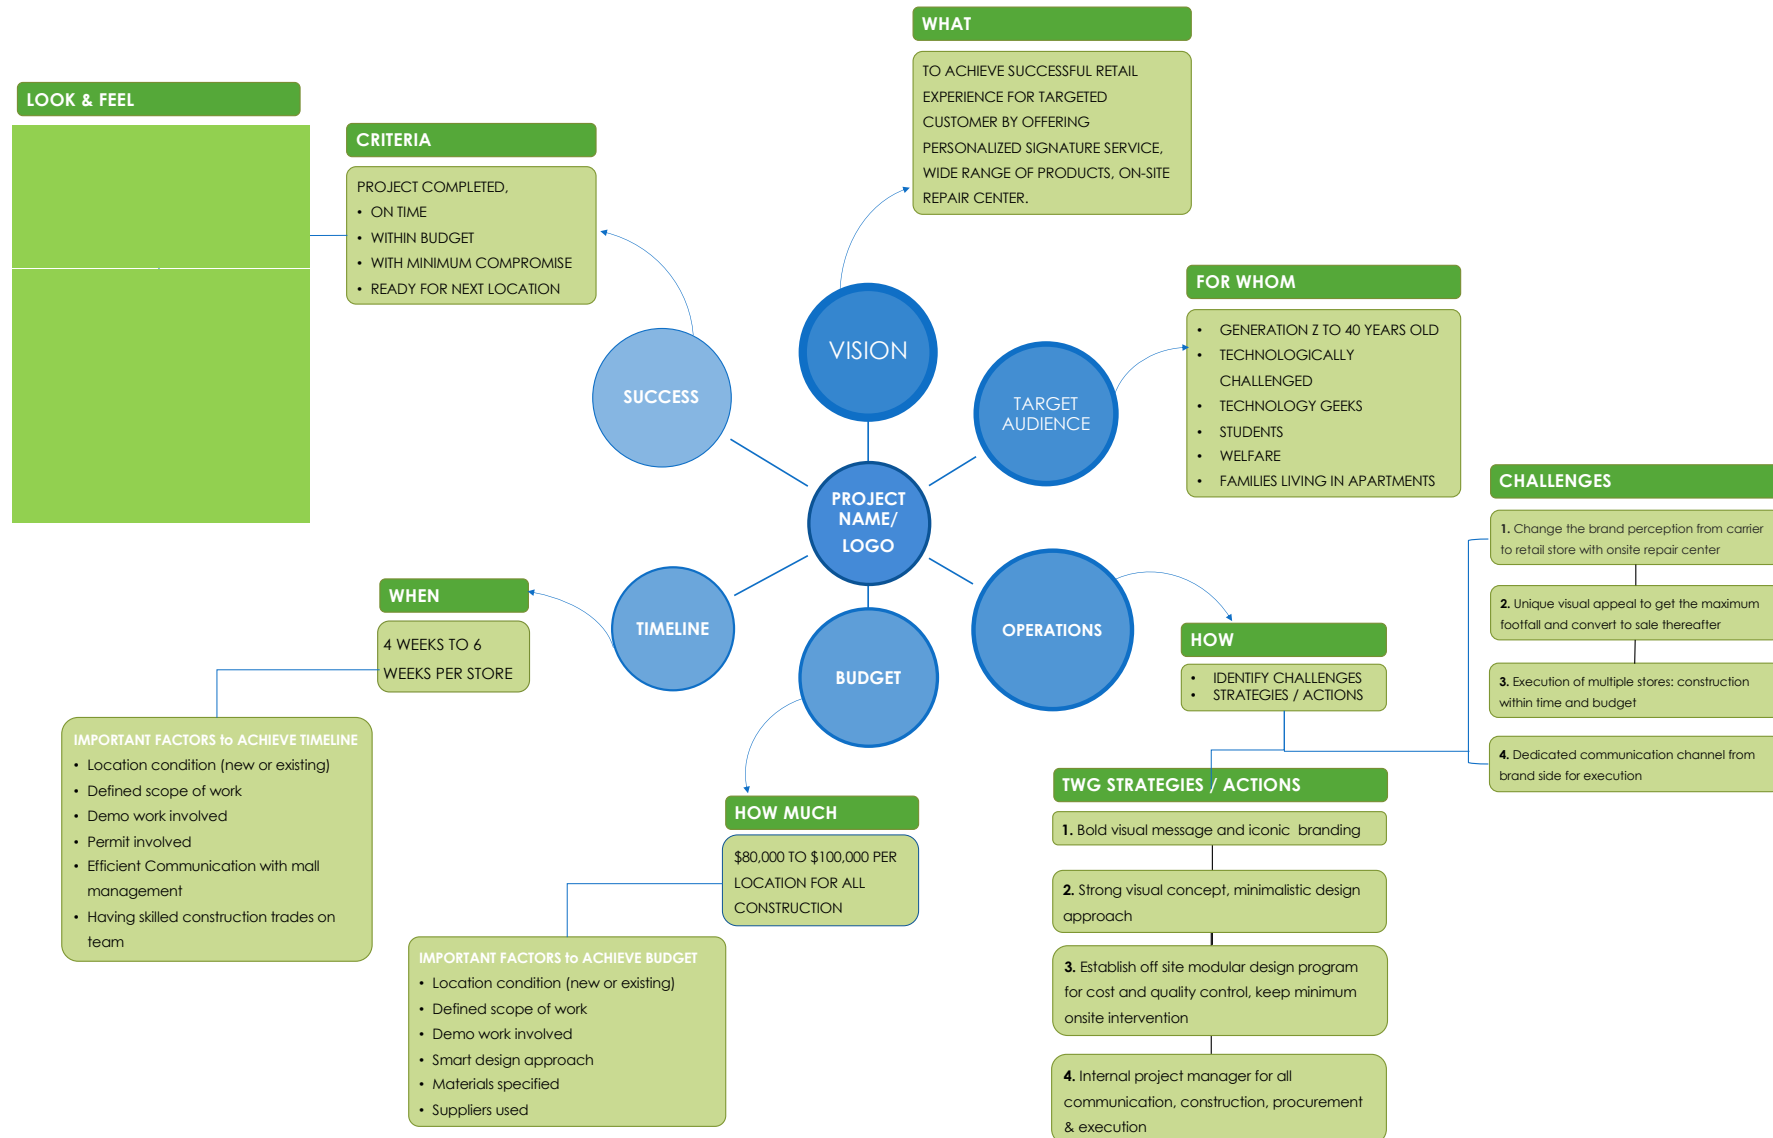 WHAT
TO ACHIEVE SUCCESSFUL RETAIL
EXPERIENCE FOR TARGETED
CUSTOMER BY OFFERING
PERSONALIZED SIGNATURE SERVICE,
WIDE RANGE OF PRODUCTS, ON-SITE
REPAIR CENTER.
LOOK & FEEL
CRITERIA
PROJECT COMPLETED,
• ON TIME
• WITHIN BUDGET
• WITH MINIMUM COMPROMISE
• READY FOR NEXT LOCATION
FOR WHOM
• GENERATION Z TO 40 YEARS OLD
• TECHNOLOGICALLY
CHALLENGED
• TECHNOLOGY GEEKS
• STUDENTS
• WELFARE
• FAMILIES LIVING IN APARTMENTS
VISION
SUCCESS
TARGET
AUDIENCE
PROJECT
NAME/
LOGO
TIMELINE
BUDGET
OPERATIONS
CHALLENGES
1. Change the brand perception from carrier
to retail store with onsite repair center
2. Unique visual appeal to get the maximum
footfall and convert to sale thereafter
3. Execution of multiple stores: construction
within time and budget
4. Dedicated communication channel from
brand side for execution
WHEN
4 WEEKS TO 6
WEEKS PER STORE
HOW
• IDENTIFY CHALLENGES
• STRATEGIES / ACTIONS
IMPORTANT FACTORS to ACHIEVE TIMELINE
• Location condition (new or existing)
• Defined scope of work
• Demo work involved
• Permit involved
• Efficient Communication with mall
management
• Having skilled construction trades on
team
HOW MUCH
$80,000 TO $100,000 PER
LOCATION FOR ALL
CONSTRUCTION
IMPORTANT FACTORS to ACHIEVE BUDGET
• Location condition (new or existing)
• Defined scope of work
• Demo work involved
• Smart design approach
• Materials specified
• Suppliers used
TWG STRATEGIES / ACTIONS
1. Bold visual message and iconic branding
2. Strong visual concept, minimalistic design
approach
3. Establish off site modular design program
for cost and quality control, keep minimum
onsite intervention
4. Internal project manager for all
communication, construction, procurement
& execution